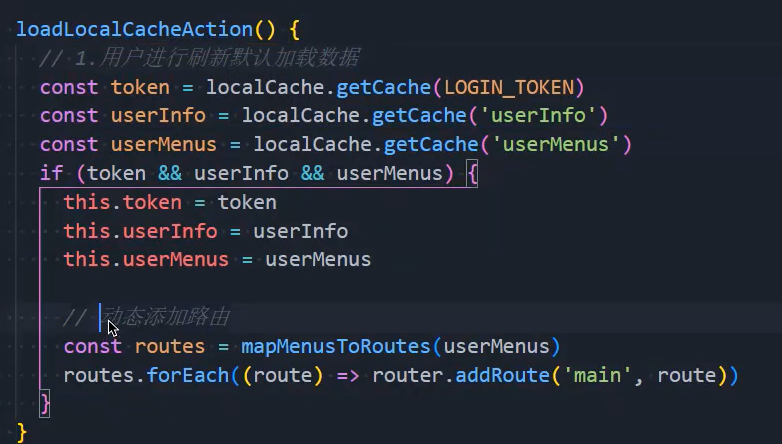 loadLocalCacheAction() {
// 1.用户进行刷新默认加载数据
const token = localCache.getCache(LOGIN_TOKEN)
const userInfo = localCache.getCache('userInfo')
const userMenus = localCache.getCache('userMenus')
if (token && userInfo && userMenus) {
this.token = token
this.userInfo = userInfo
this.userMenus = userMenus
// 动态添加路由
const routes = mapMenusToRoutes(userMenus)
routes.forEach((route) => router.addRoute('main', route))
}
}